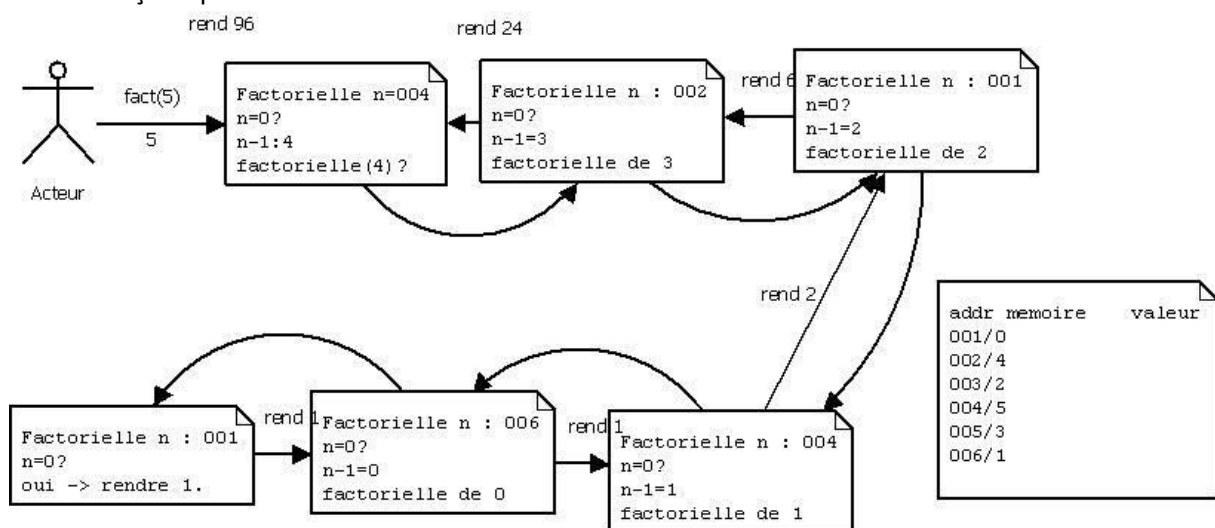 rend 96
rend 24
fact(5)
5
Acteur
Factorielle n=004
n=0?
n-1:4
factorielle(4)?
Factorielle n : 002
n=0?
n-1=3
factorielle de 3
rend 6
Factorielle n : 001
n=0?
n-1=2
factorielle de 2
rend 2
addr memoire valeur
001/0
002/4
003/2
004/5
005/3
006/1
Factorielle n : 001
n=0?
oui -> rendre 1.
rend 1
Factorielle n : 006
n=0?
n-1=0
factorielle de 0
rend 1
Factorielle n : 004
n=0?
n-1=1
factorielle de 1